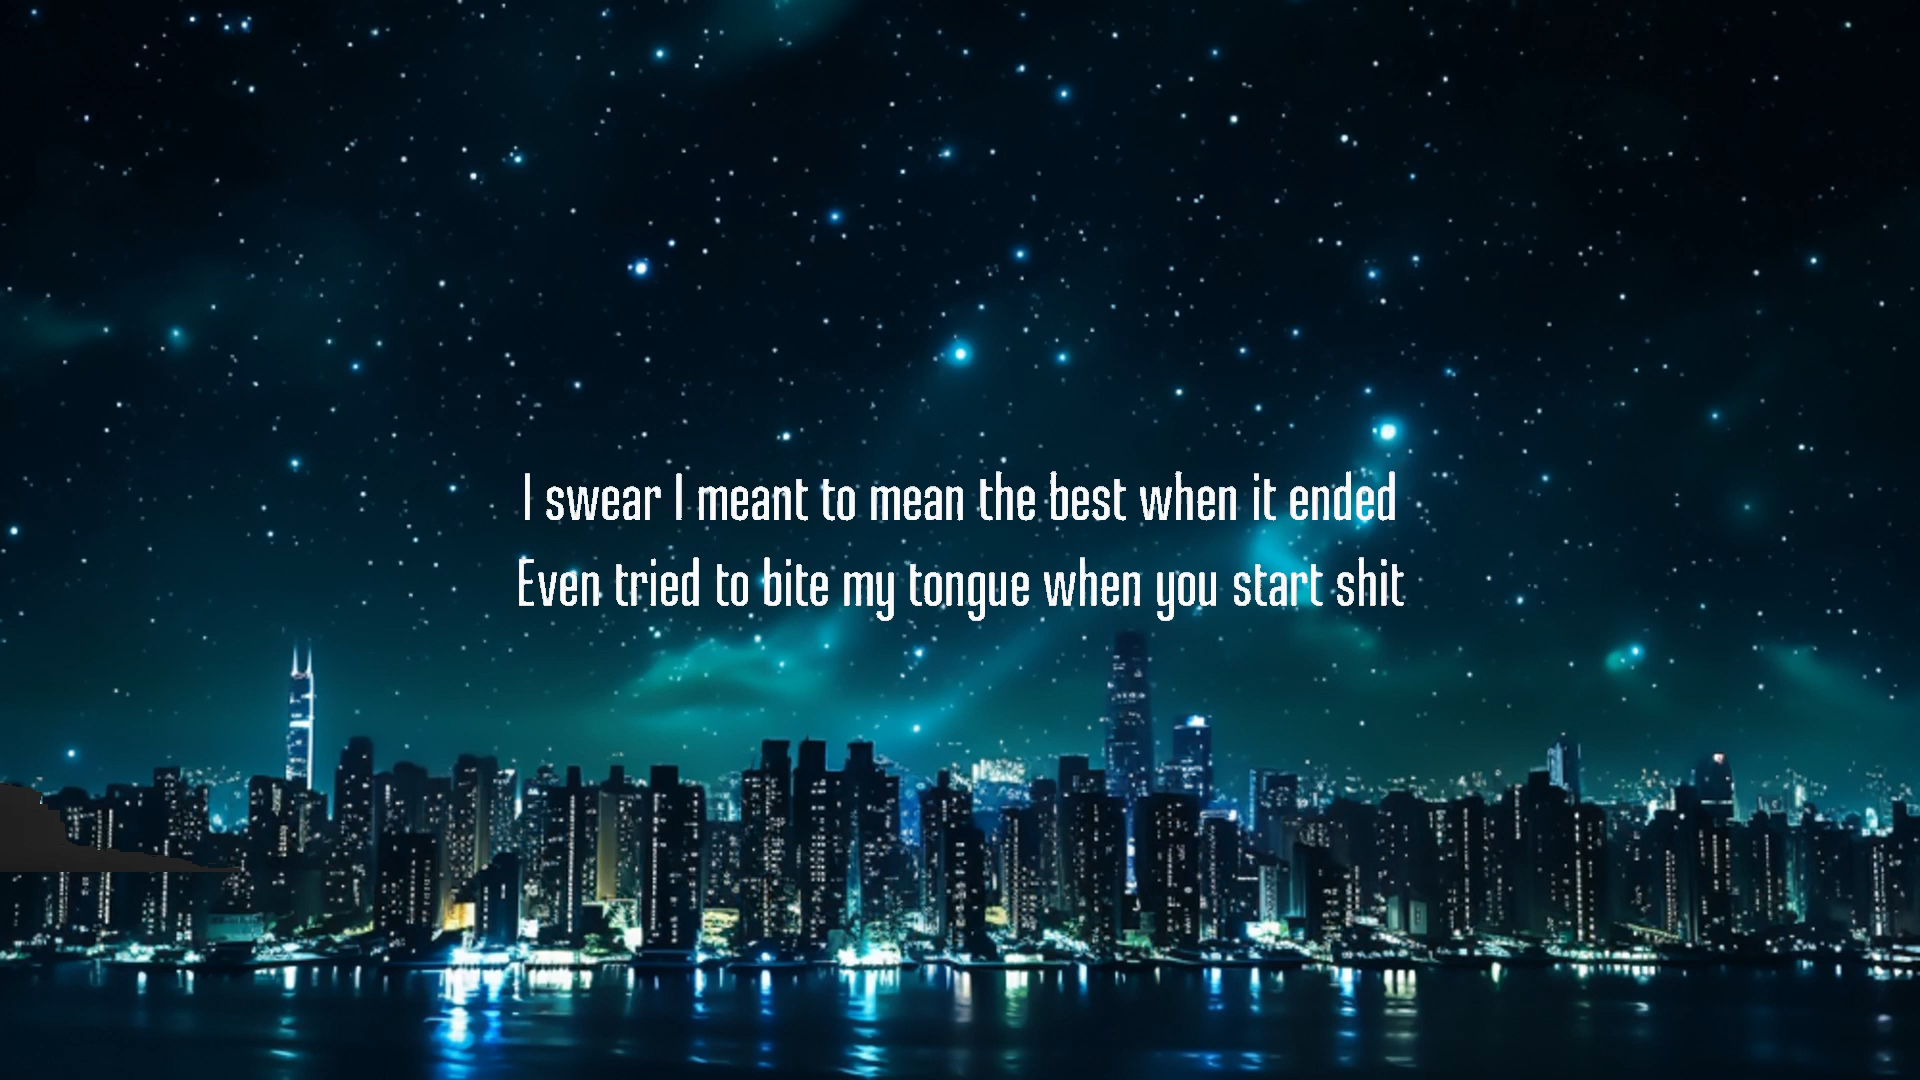 I swear I meant to mean the best when it ended
Even tried to bite my tongue when you start shit